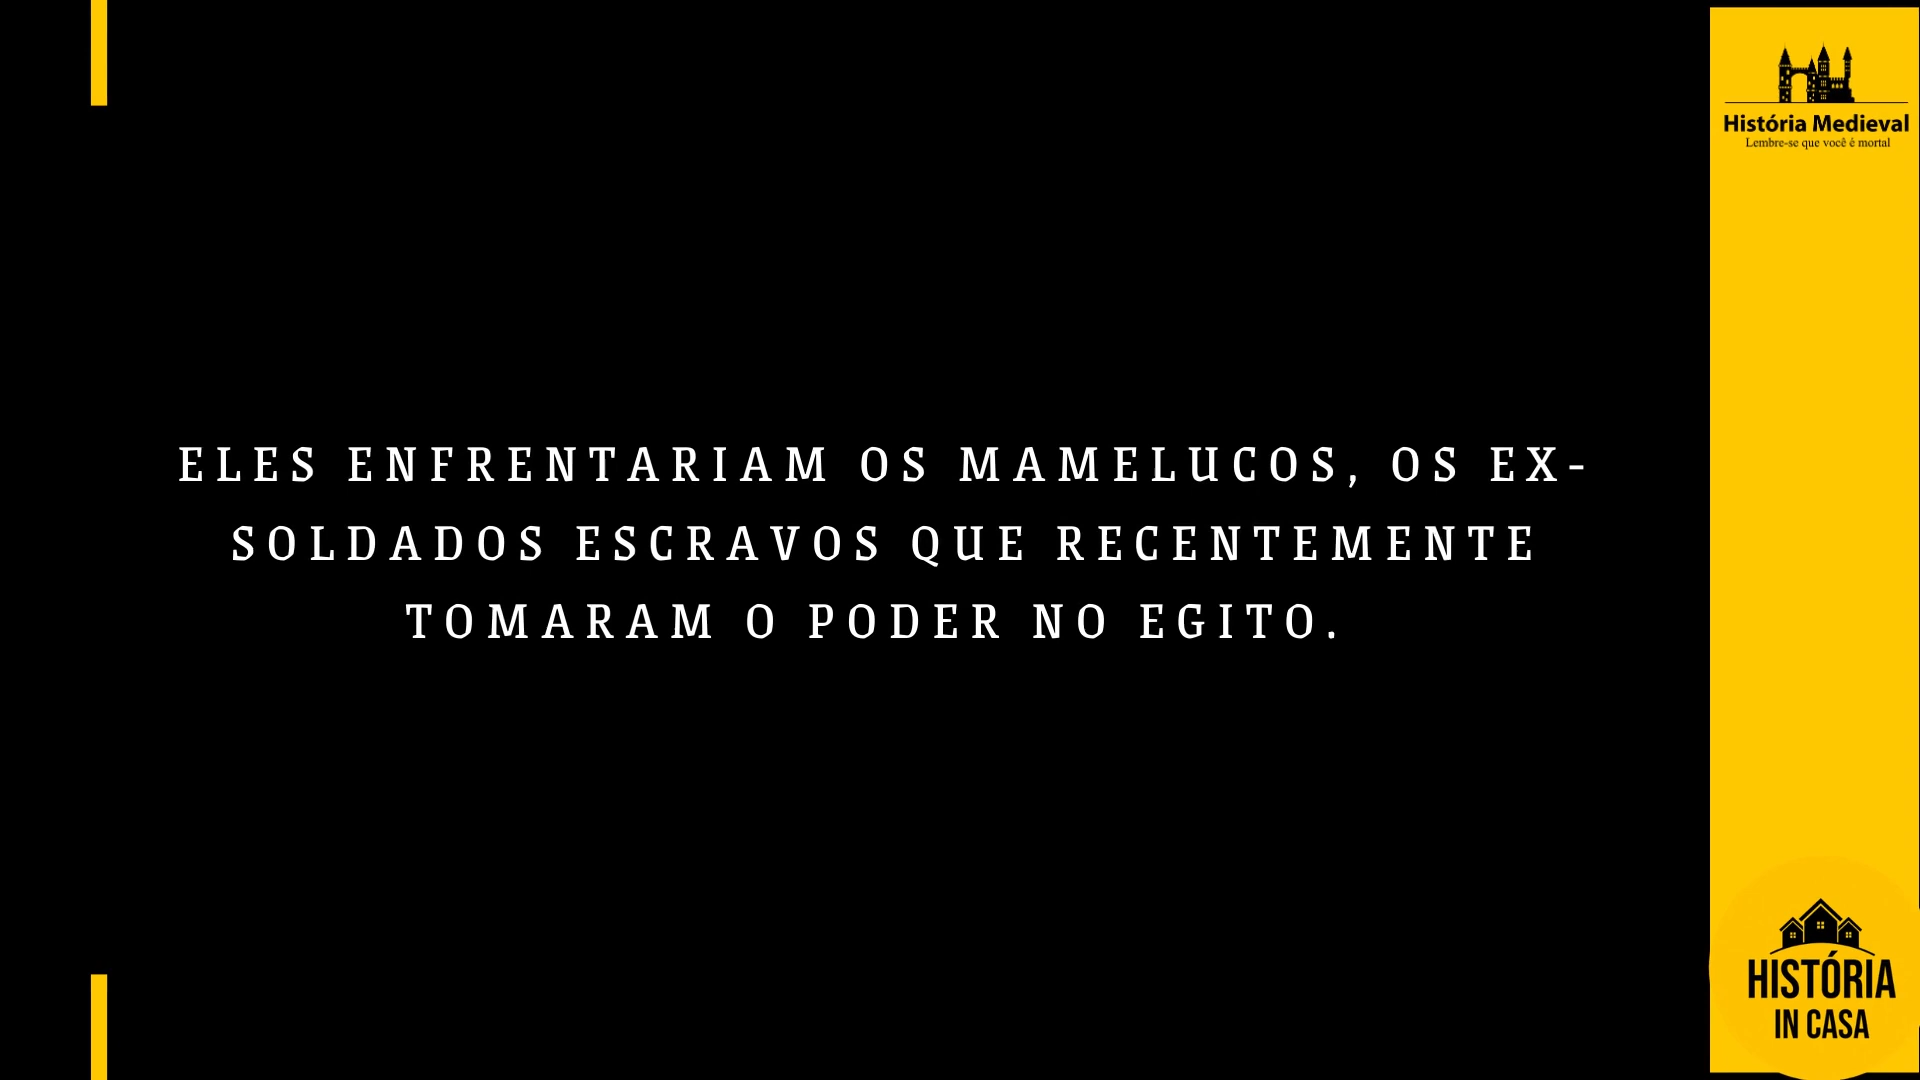 História Medieval
Lembre-se que você é mortal
ELES ENFRENTARIAM OS MAMELUCOS, OS EX-
SOLDADOS ESCRAVOS QUE RECENTEMENTE
TOMARAM O PODER NO EGITO.
HISTÓRIA
IN CASA